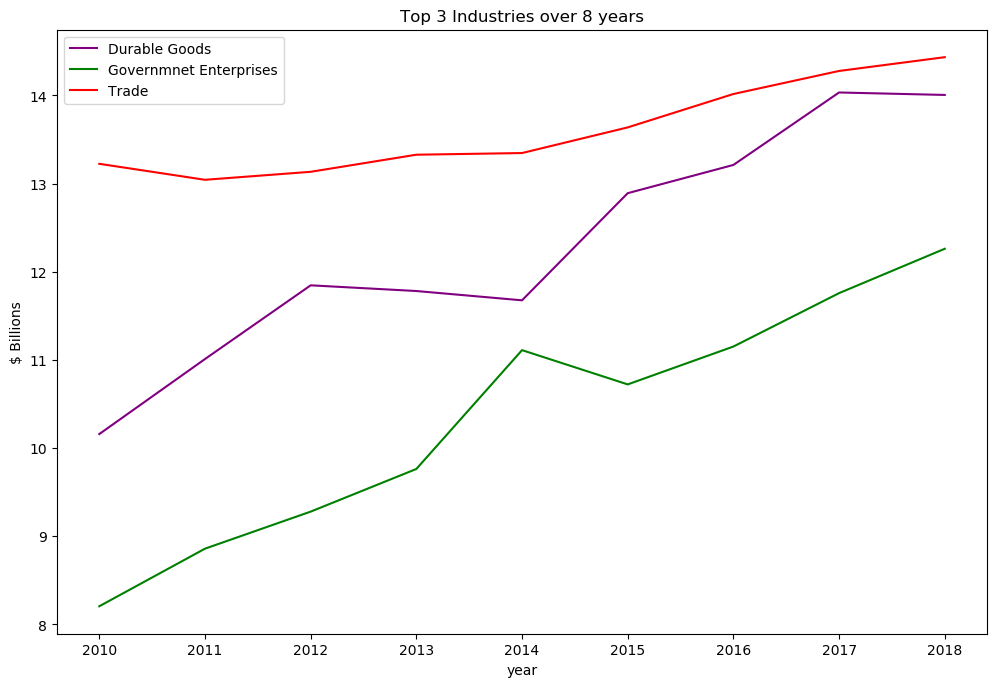 Top 3 Industries over 8 years
Durable Goods
Governmnet Enterprises
Trade
$ Billions
14
13
12
11
10
9
8
2010 2011 2012 2013 2014 2015 2016 2017 2018
year